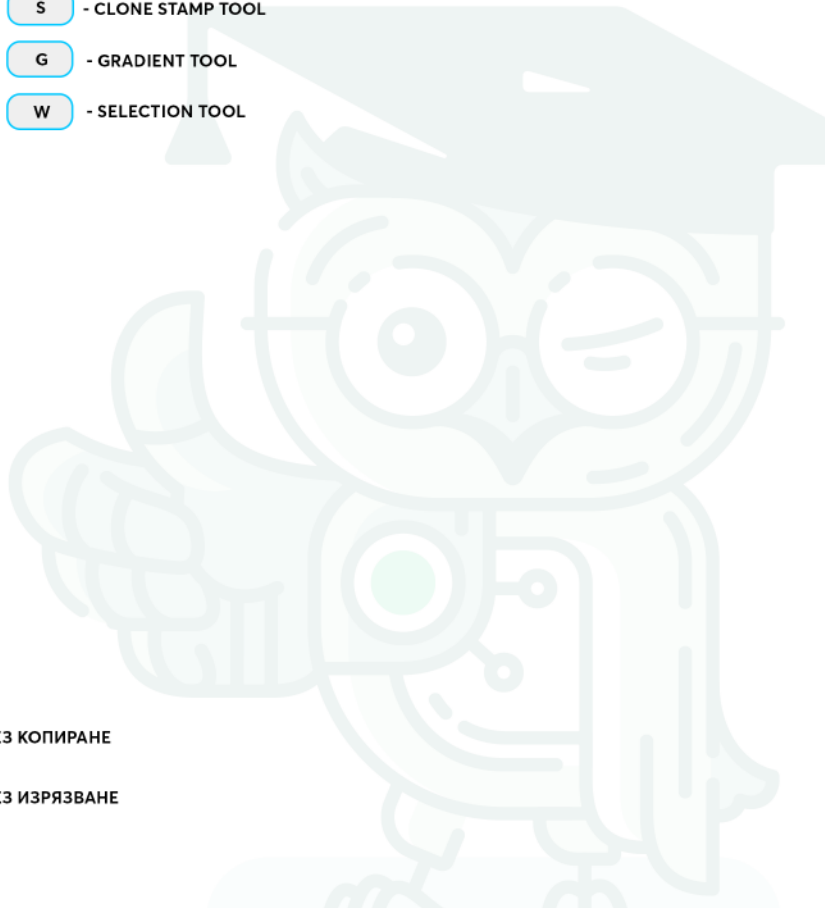 S - CLONE STAMP TOOL
G - GRADIENT TOOL
W - SELECTION TOOL
КОПИРАНЕ
ИЗРЯЗВАНЕ